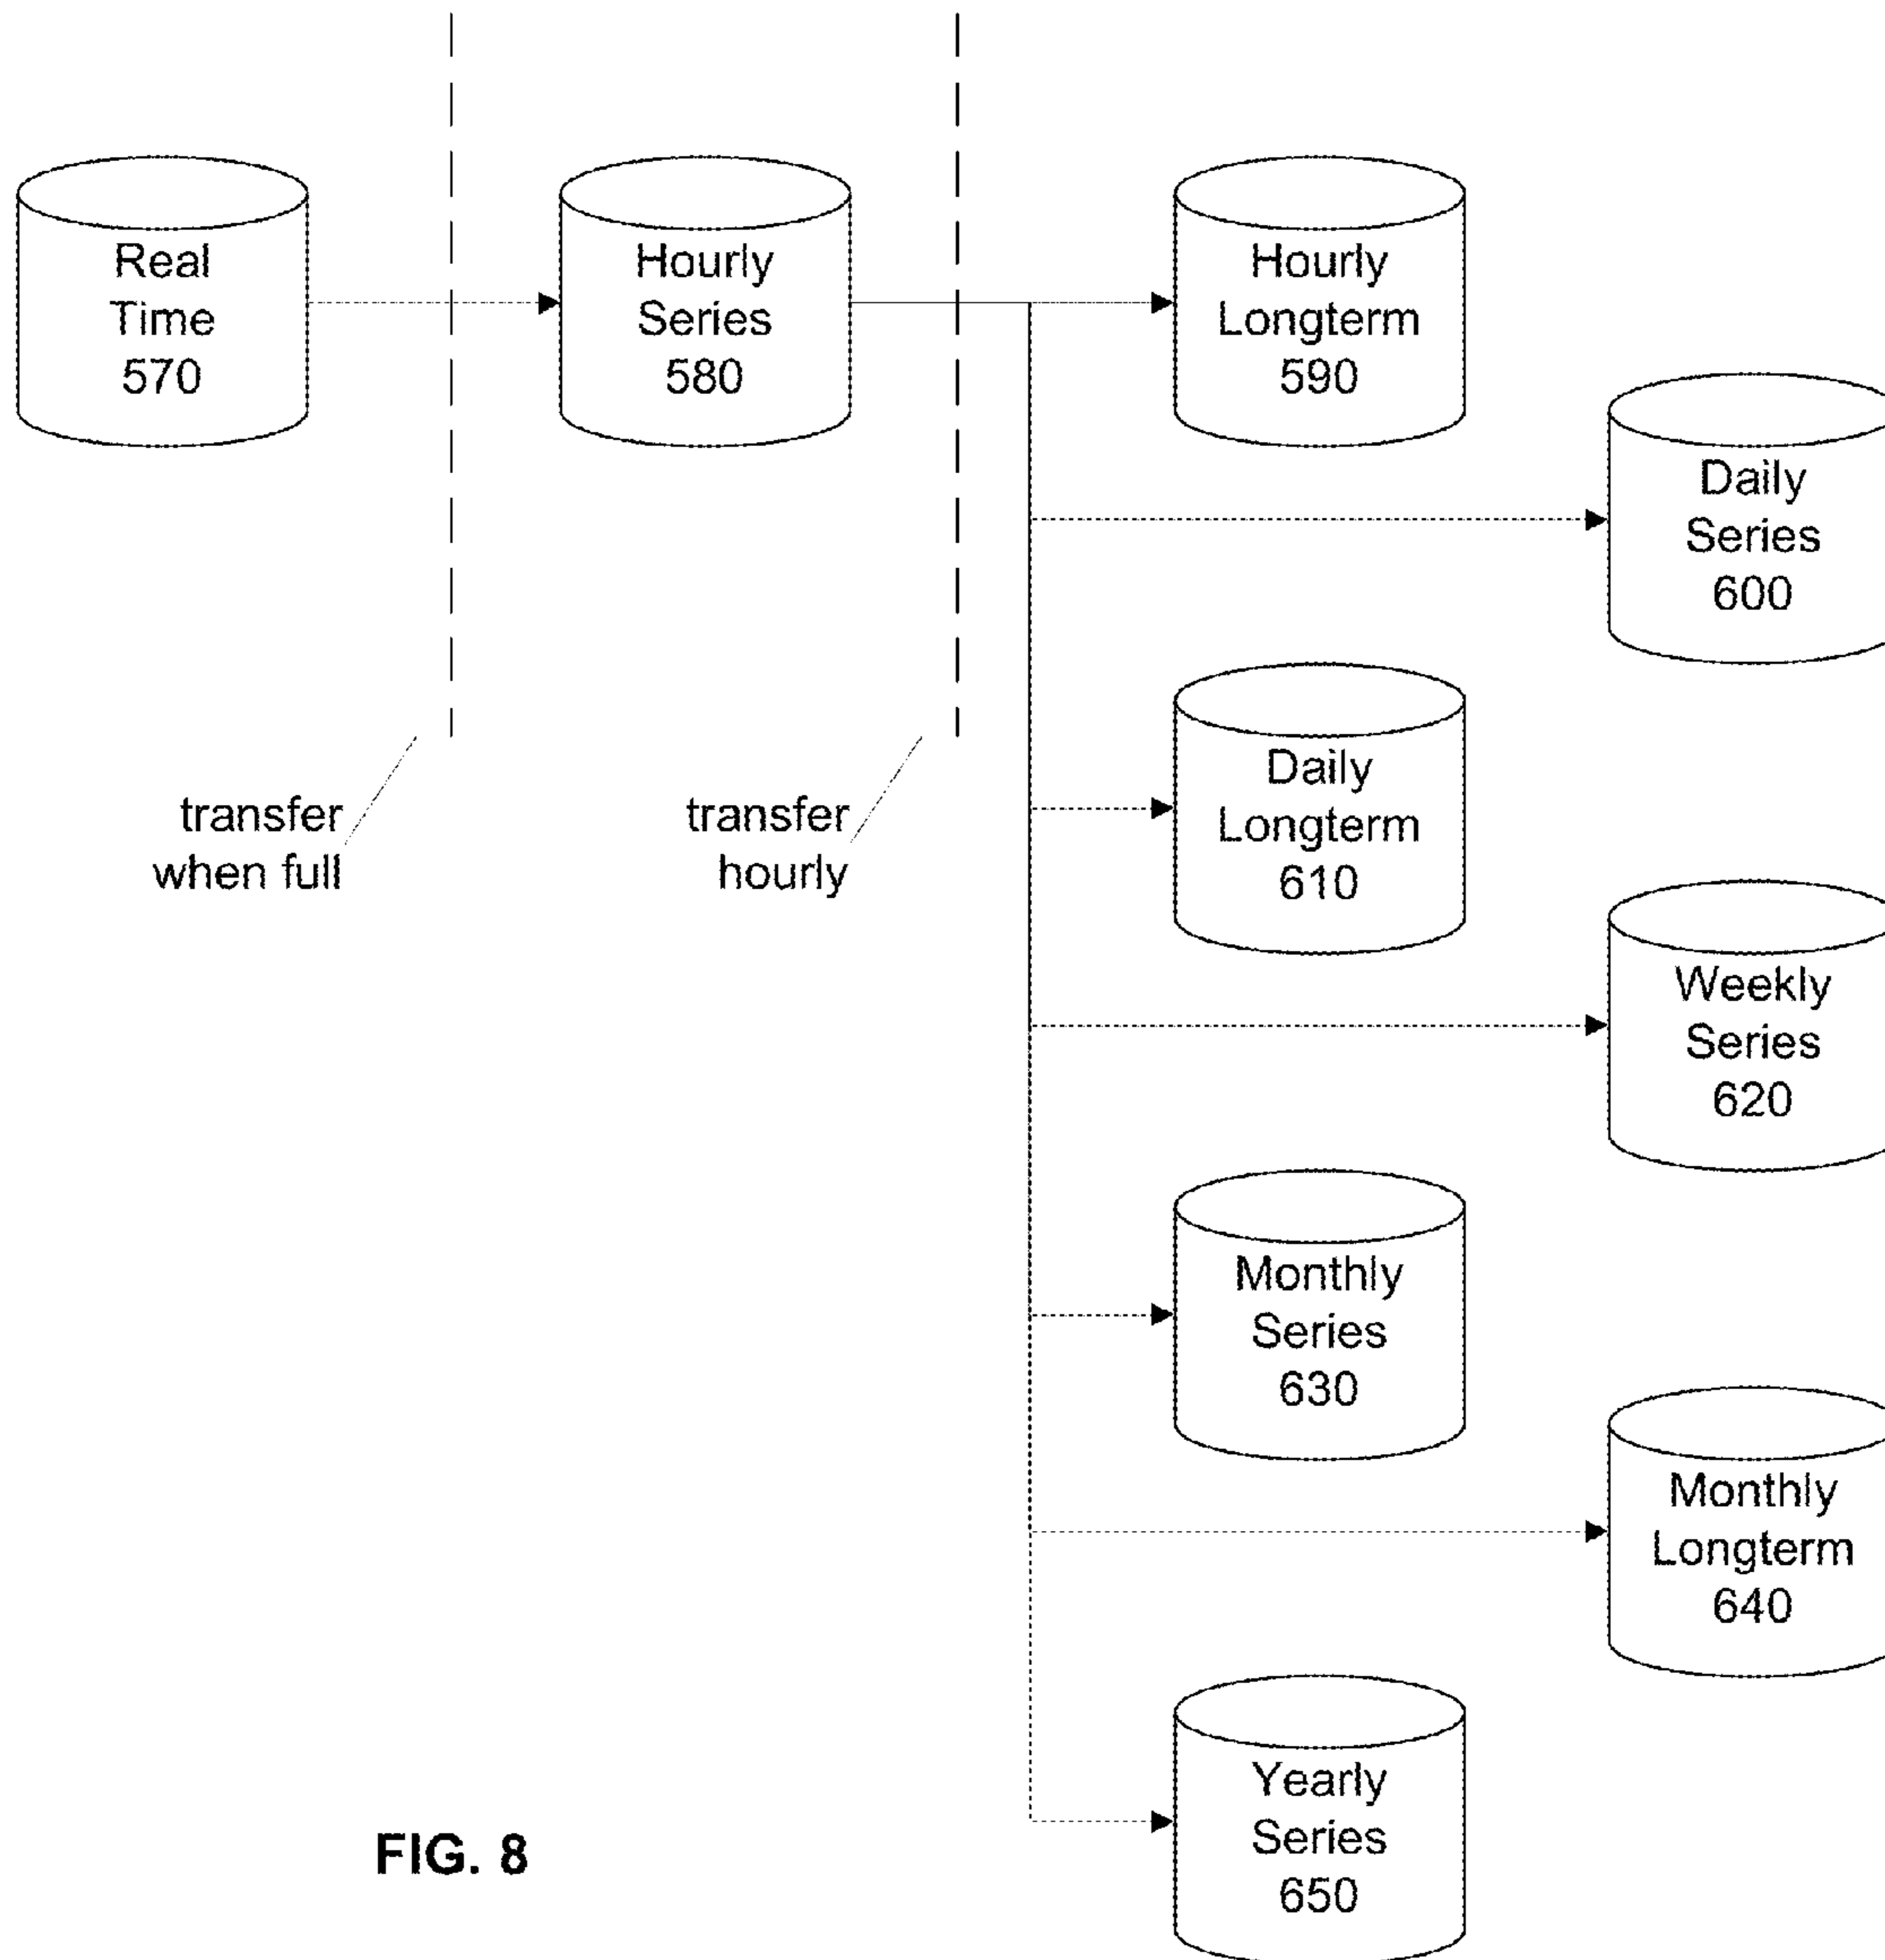 Real
Time
570
Hourly
Series
580
Hourly
Longterm
590
Daily
Series
600
transfer
when full
transfer
hourly
Daily
Longterm
610
Weekly
Series
620
Monthly
Series
630
Monthly
Longterm
640
Yearly
Series
650
FIG. 8